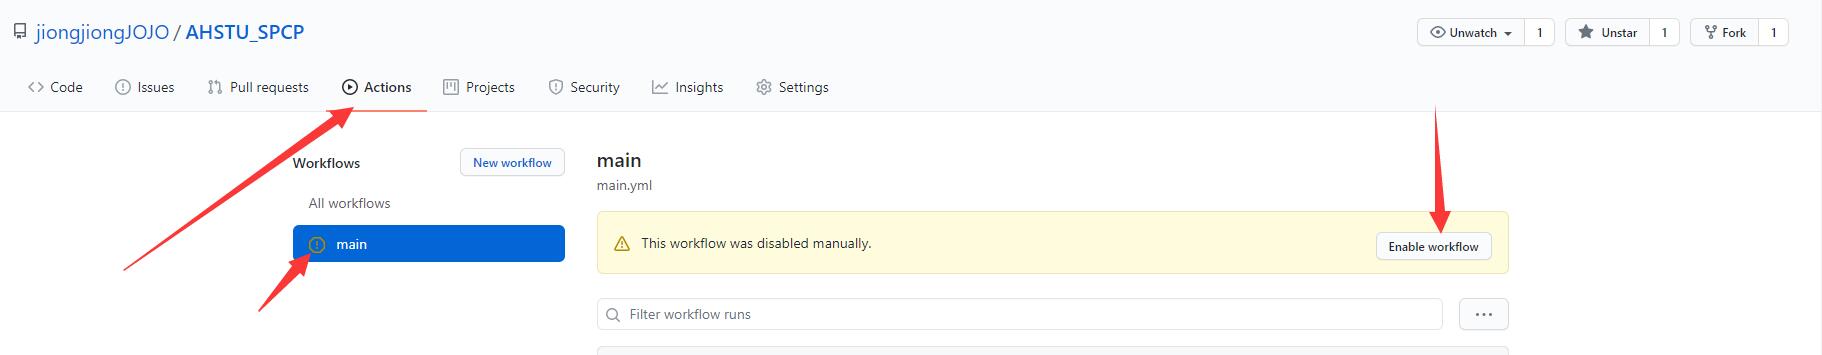 jiongjiongJOJO / AHSTU_SPCP
Unwatch 1 Unstar 1 Fork 1
Code Issues Pull requests Actions Projects Security Insights Settings
Workflows New workflow
All workflows
main
main
main.yml
This workflow was disabled manually. Enable workflow
Filter workflow runs ...